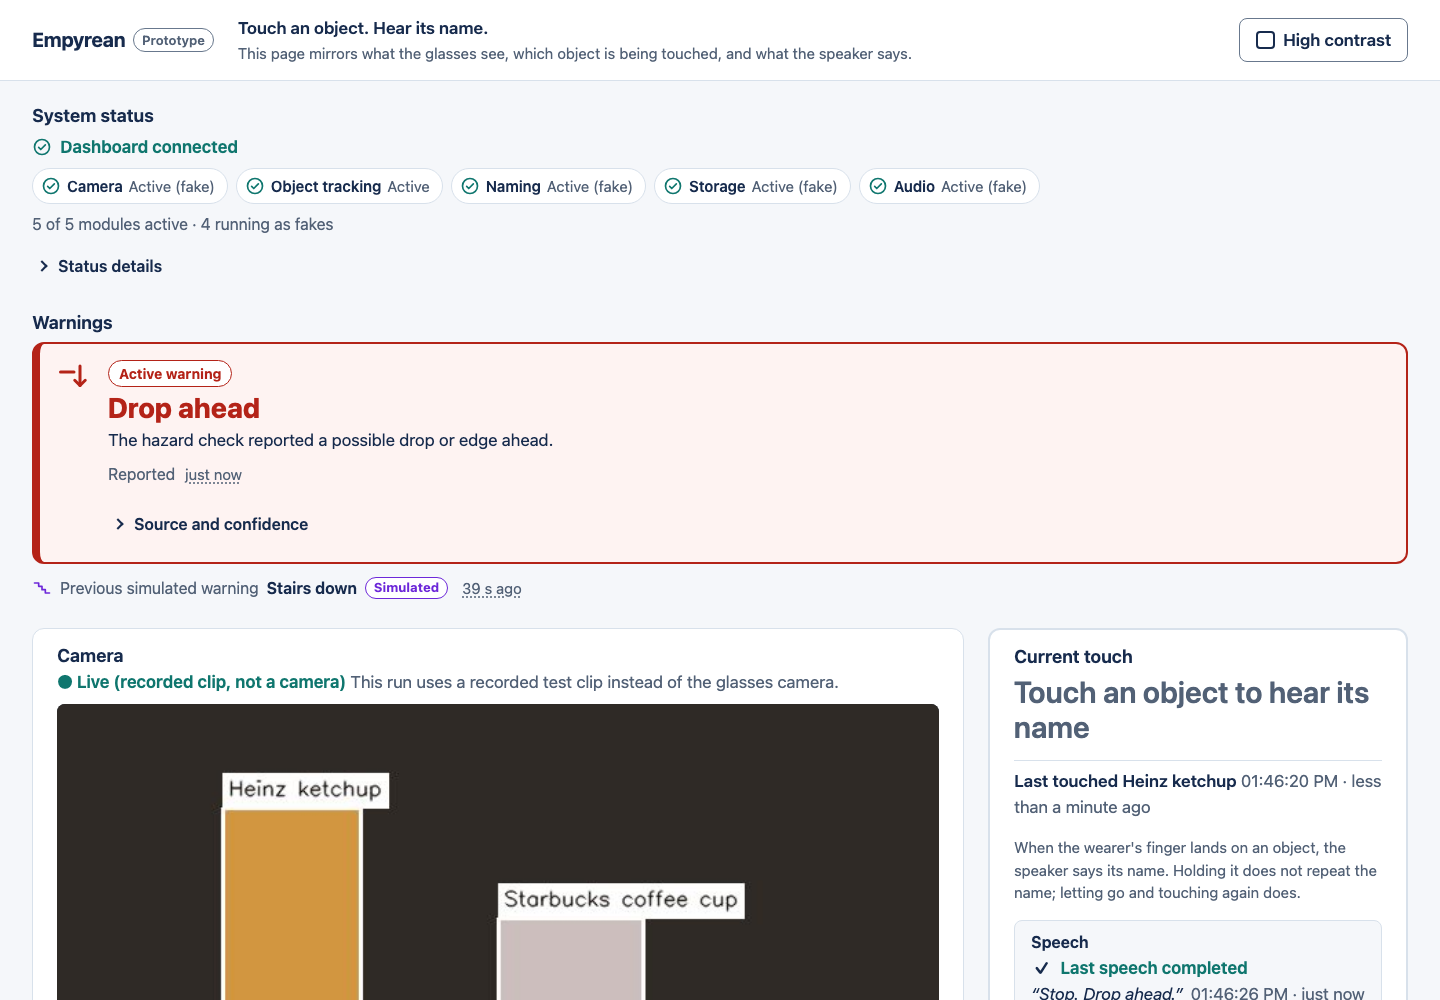 Empyrean Prototype
Touch an object. Hear its name.
This page mirrors what the glasses see, which object is being touched, and what the speaker says.
High contrast
System status
Dashboard connected
Camera Active (fake)
Object tracking Active
Naming Active (fake)
Storage Active (fake)
Audio Active (fake)
5 of 5 modules active · 4 running as fakes
Status details
Warnings
Active warning
Drop ahead
The hazard check reported a possible drop or edge ahead.
Reported just now
Source and confidence
Previous simulated warning Stairs down Simulated 39 s ago
Camera
Live (recorded clip, not a camera) This run uses a recorded test clip instead of the glasses camera.
Heinz ketchup
Starbucks coffee cup
Current touch
Touch an object to hear its
name
Last touched Heinz ketchup 01:46:20 PM · less
than a minute ago
When the wearer's finger lands on an object, the
speaker says its name. Holding it does not repeat the
name; letting go and touching again does.
Speech
Last speech completed
“Stop. Drop ahead.” 01:46:26 PM · just now